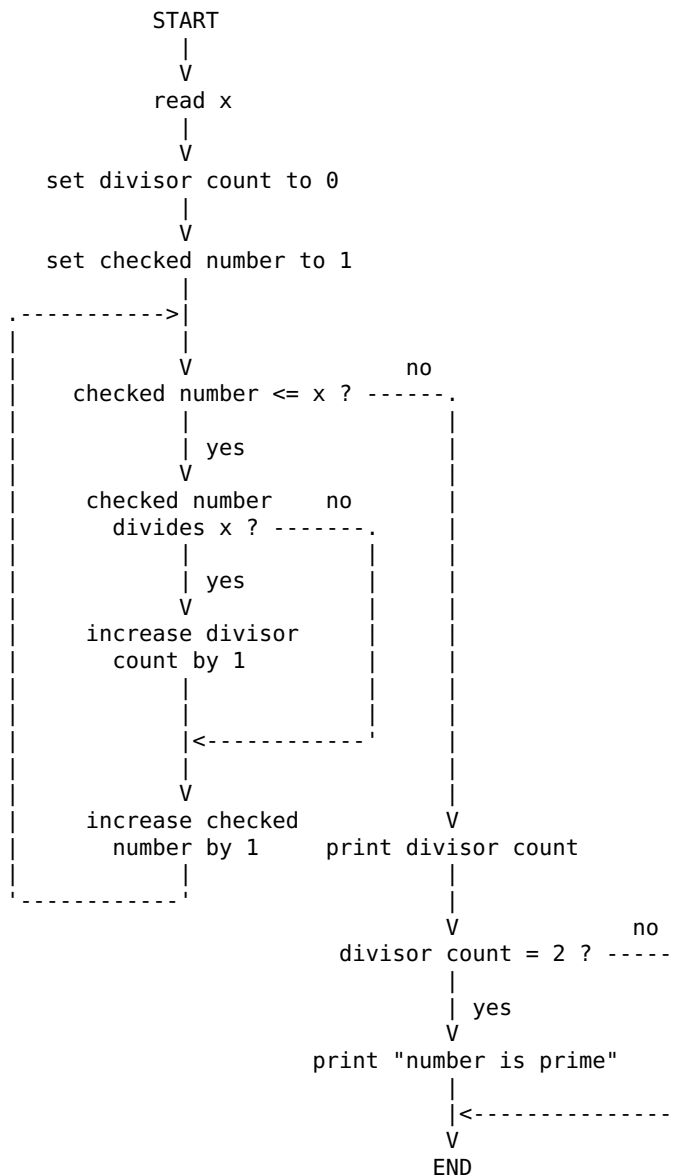 START
read x
set divisor count to 0
set checked number to 1
no
checked number <= x ?
yes
checked number no
divides x ?
yes
increase divisor
count by 1
increase checked
number by 1 print divisor count
no
divisor count = 2 ?
yes
print "number is prime"
END